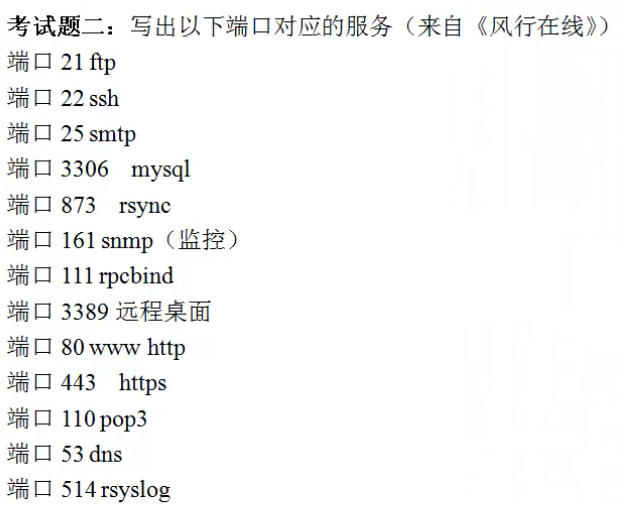 考试题二：写出以下端口对应的服务（来自《风行在线》）
端口 21 ftp
端口 22 ssh
端口 25 smtp
端口 3306 mysql
端口 873 rsync
端口 161 snmp（监控）
端口 111 rpcbind
端口 3389 远程桌面
端口 80 www http
端口 443 https
端口 110 pop3
端口 53 dns
端口 514 rsyslog